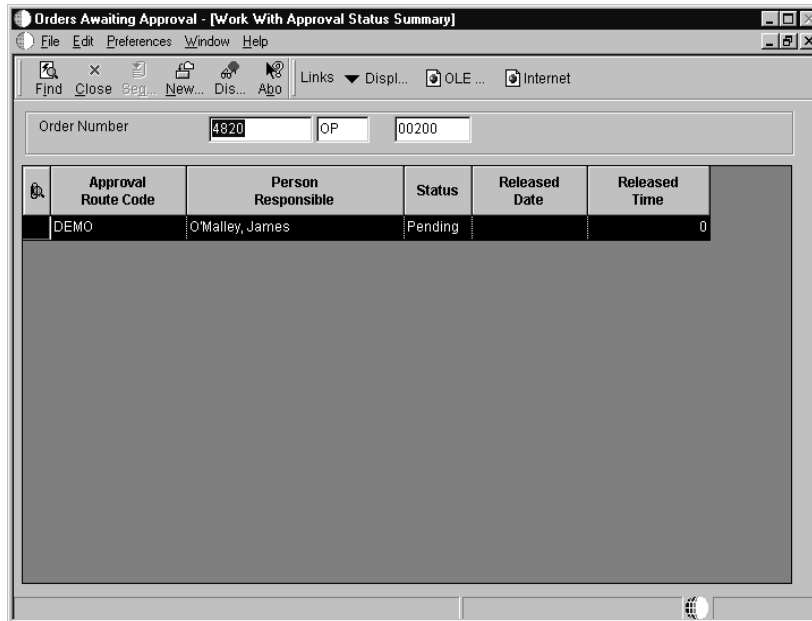 Orders Awaiting Approval - [Work With Approval Status Summary]
File Edit Preferences Window Help
Find Close Seq... New... Dis... Abo Links Displ... OLE ... Internet
Order Number 4820 OP 00200
Approval Route Code Person Responsible Status Released Date Released Time
DEMO O'Malley, James Pending 0